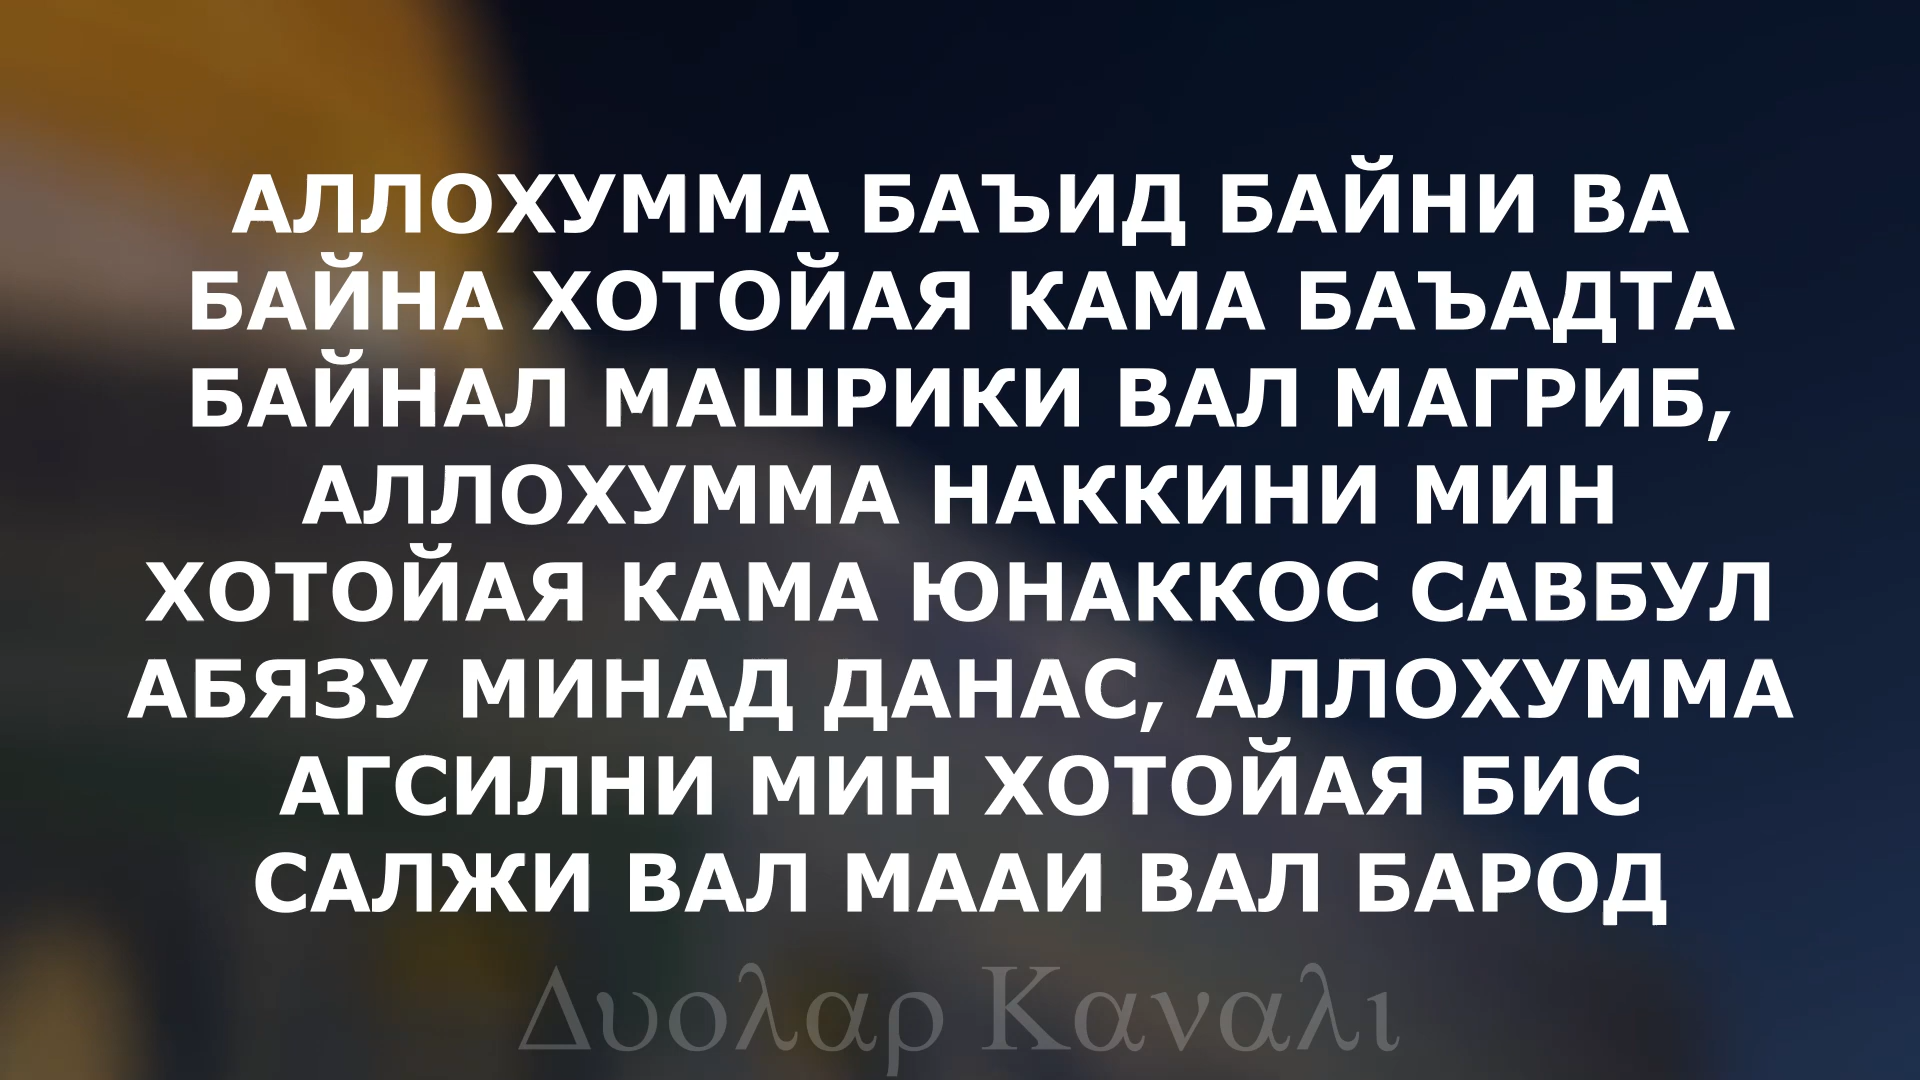 АЛЛОХУММА БАЪИД БАЙНИ ВА
БАЙНА ХОТОЙАЯ КАМА БАЪАДТА
БАЙНАЛ МАШРИКИ ВАЛ МАГРИБ,
АЛЛОХУММА НАККИНИ МИН
ХОТОЙАЯ КАМА ЮНАККОС САВБУЛ
АБЯЗУ МИНАД ДАНАС, АЛЛОХУММА
АГСИЛНИ МИН ХОТОЙАЯ БИС
САЛЖИ ВАЛ МААИ ВАЛ БАРОД
Δυολαρ Καναλι